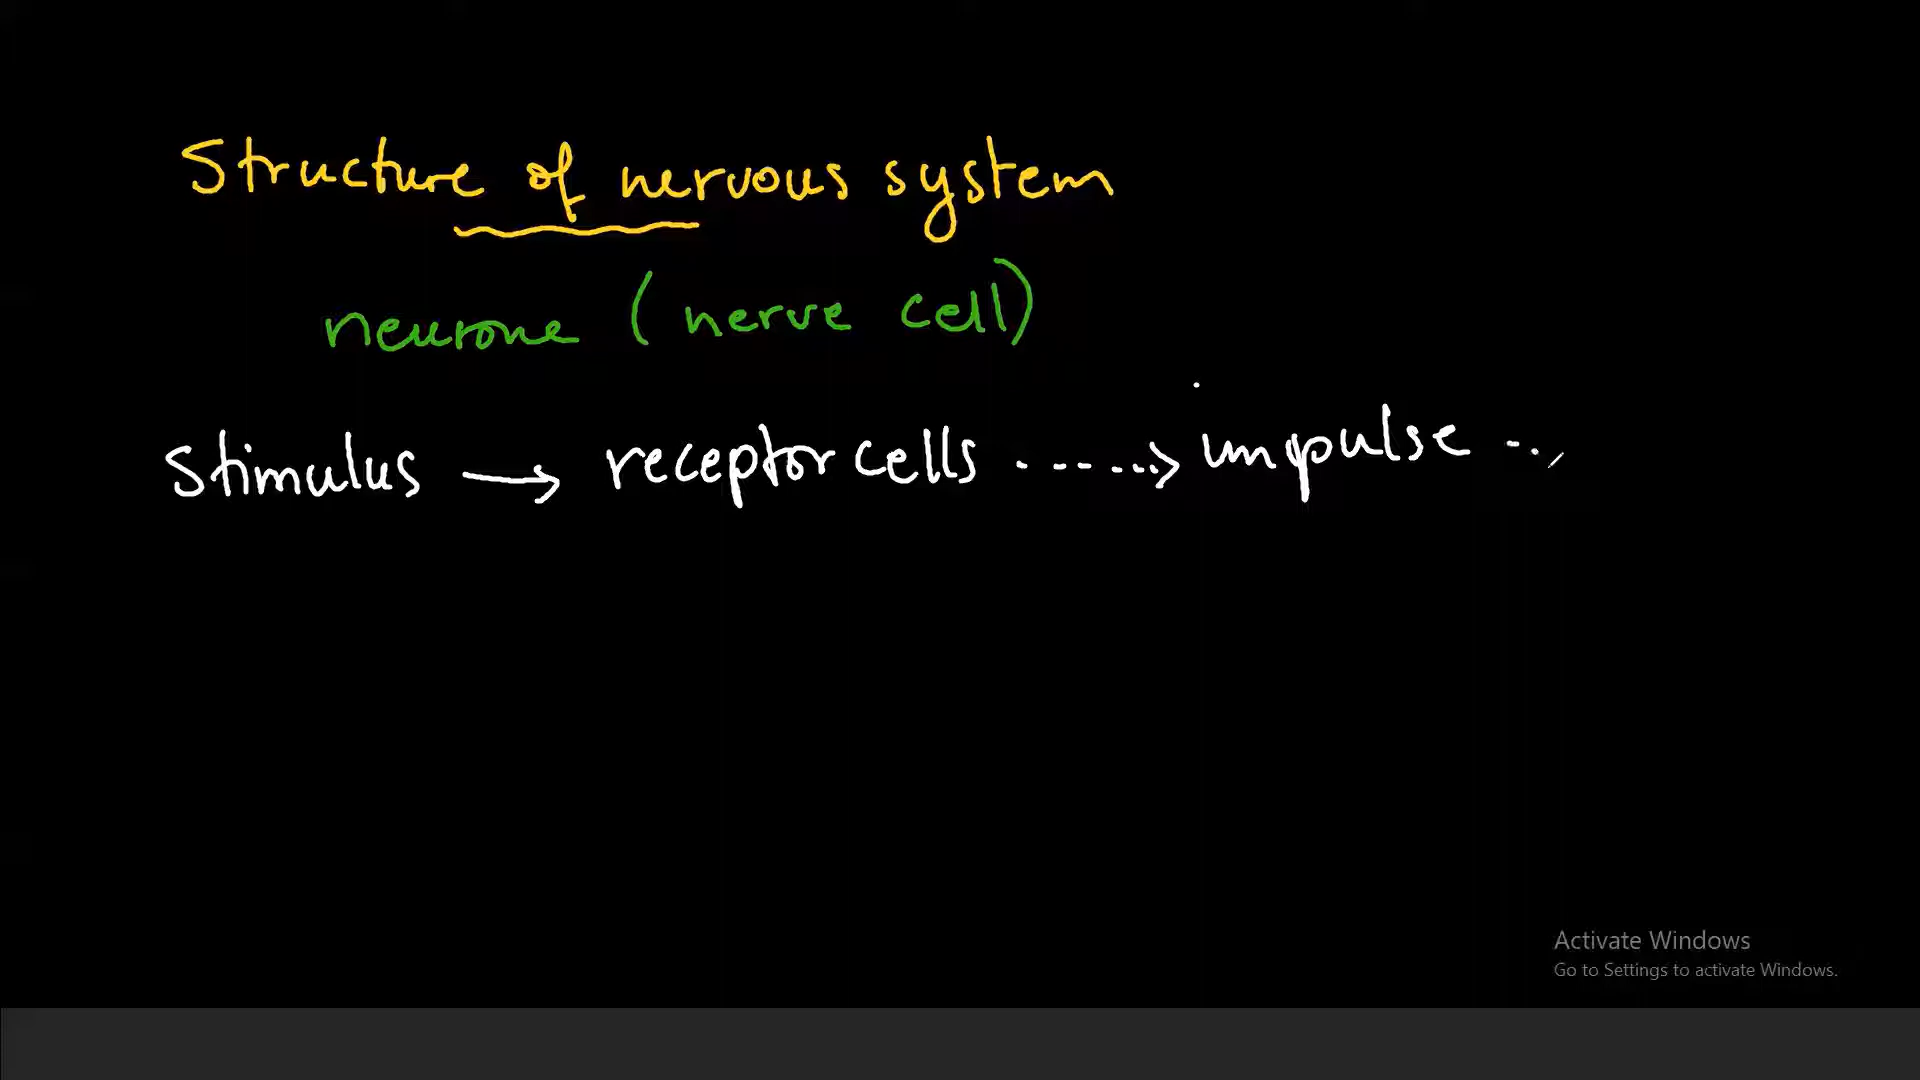 Structure of nervous system
neurone (nerve cell)
Stimulus → receptor cells ....-..> impulse -..
Activate Windows
Go to Settings to activate Windows.